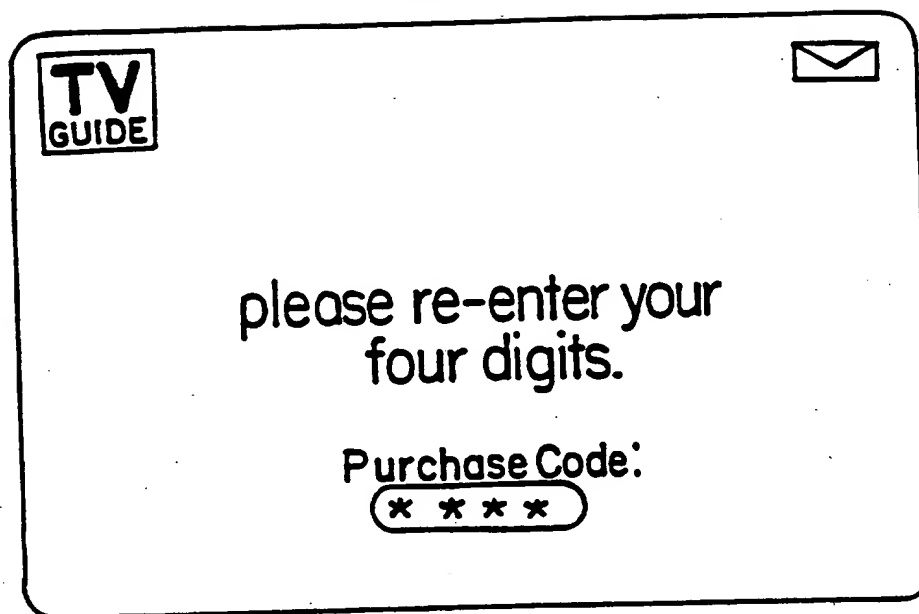 TV
GUIDE
please re-enter your
four digits.
Purchase Code:
* * * *